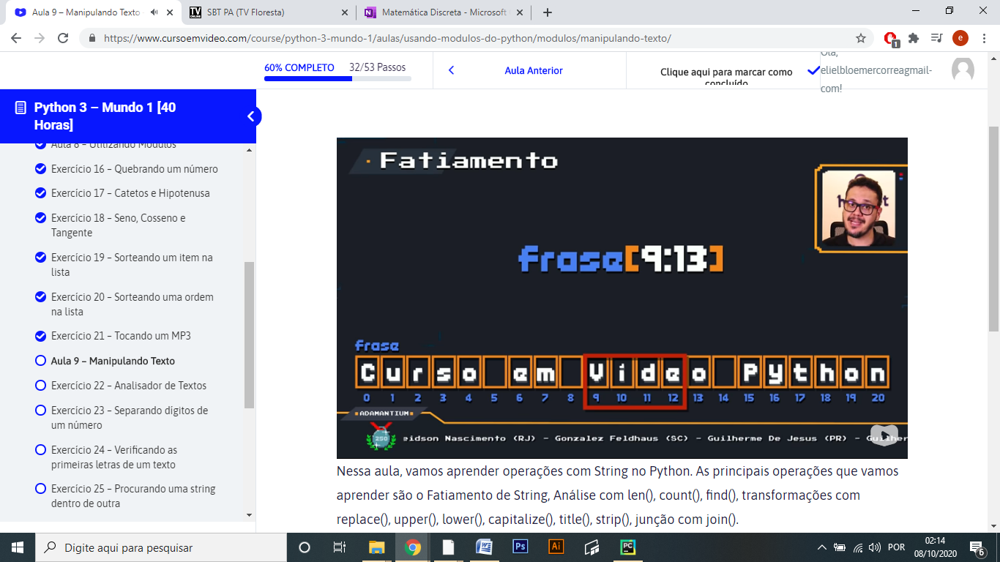 Aula 9 – Manipulando Texto
SBT PA (TV Floresta)
Matemática Discreta - Microsoft
https://www.cursoemvideo.com/course/python-3-mundo-1/aulas/usando-modulos-do-python/modulos/manipulando-texto/
1
e
60% COMPLETO
32/53 Passos
Aula Anterior
Clique aqui para marcar como
concluído
Olá,
elielbloemercorreagmail-
com!
Python 3 – Mundo 1 [40
Horas]
Aula 8 – Utilizando Módulos
Exercício 16 – Quebrando um número
Exercício 17 – Catetos e Hipotenusa
Exercício 18 – Seno, Cosseno e
Tangente
Exercício 19 – Sorteando um item na
lista
Exercício 20 – Sorteando uma ordem
na lista
Exercício 21 – Tocando um MP3
Aula 9 – Manipulando Texto
Exercício 22 – Analisador de Textos
Exercício 23 – Separando dígitos de
um número
Exercício 24 – Verificando as
primeiras letras de um texto
Exercício 25 – Procurando uma string
dentro de outra
Fatiamento
frase[9:13]
frase
Curso em Video Python
0 1 2 3 4 5 6 7 8 9 10 11 12 13 14 15 16 17 18 19 20
ADAMANTIUM
250
eidson Nascimento (RJ) - Gonzalez Feldhaus (SC) - Guilherme De Jesus (PR) - Guilher
Nessa aula, vamos aprender operações com String no Python. As principais operações que vamos
aprender são o Fatiamento de String, Análise com len(), count(), find(), transformações com
replace(), upper(), lower(), capitalize(), title(), strip(), junção com join().
Digite aqui para pesquisar
W
Ps
Ai
PC
POR
02:14
08/10/2020
6